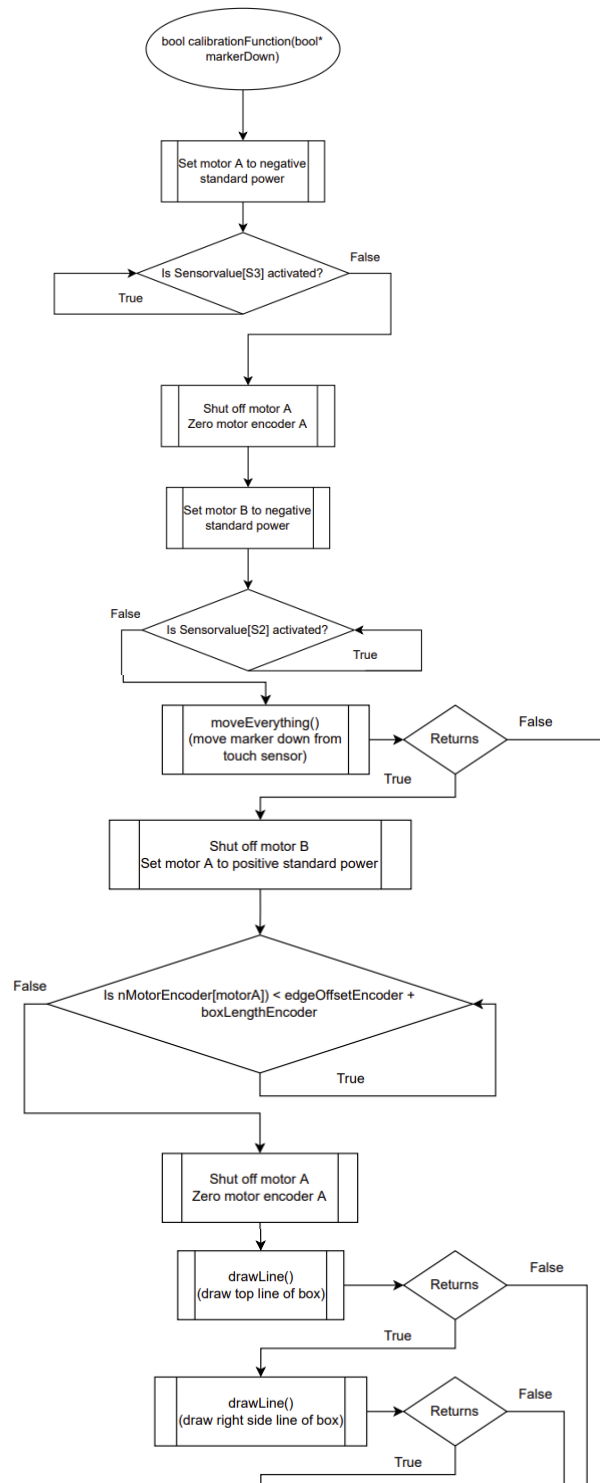 bool calibrationFunction(bool*
markerDown)
Set motor A to negative
standard power
Is Sensorvalue[S3] activated?
False
True
Shut off motor A
Zero motor encoder A
Set motor B to negative
standard power
False
Is Sensorvalue[S2] activated?
True
moveEverything()
(move marker down from
touch sensor)
Returns
False
True
Shut off motor B
Set motor A to positive standard power
False
Is nMotorEncoder[motorA]) < edgeOffsetEncoder +
boxLengthEncoder
True
Shut off motor A
Zero motor encoder A
drawLine()
(draw top line of box)
Returns
False
True
drawLine()
(draw right side line of box)
Returns
False
True